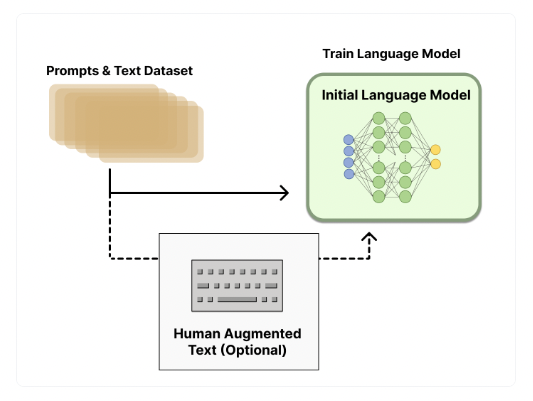 Train Language Model
Prompts & Text Dataset
Initial Language Model
Human Augmented
Text (Optional)